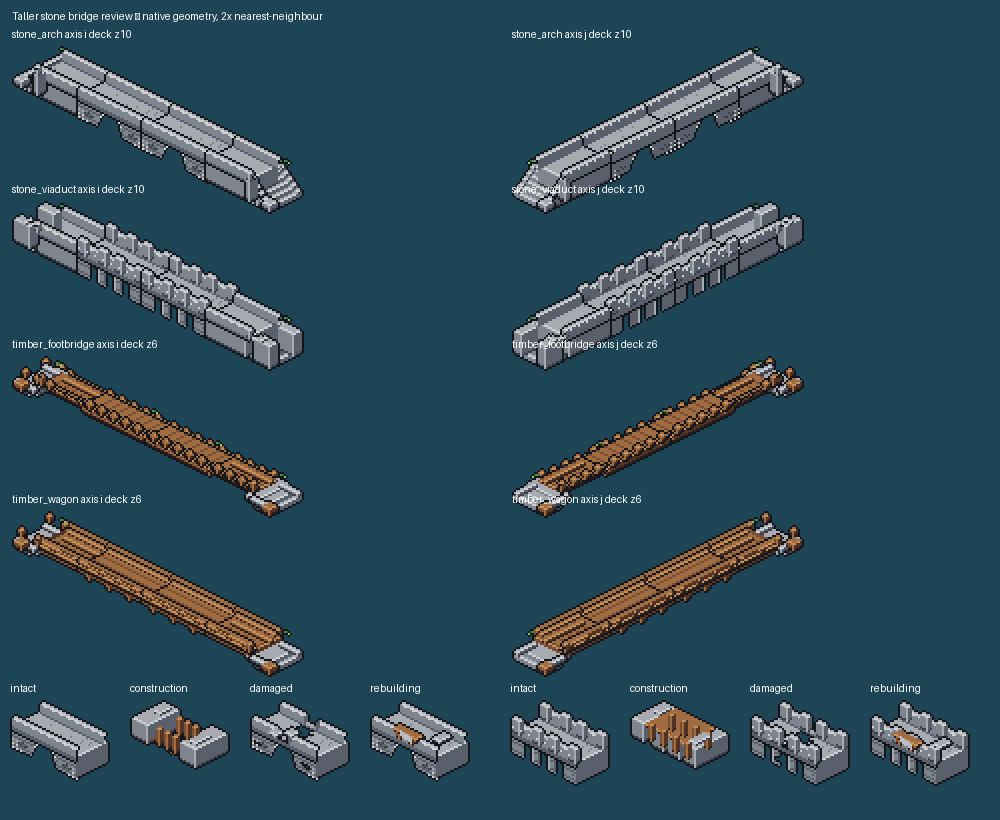 Taller stone bridge review ▯ native geometry, 2x nearest-neighbour
stone_arch axis i deck z10
stone_arch axis j deck z10
stone_viaduct axis i deck z10
stone_viaduct axis j deck z10
timber_footbridge axis i deck z6
timber_footbridge axis j deck z6
timber_wagon axis i deck z6
timber_wagon axis j deck z6
intact
construction
damaged
rebuilding
intact
construction
damaged
rebuilding